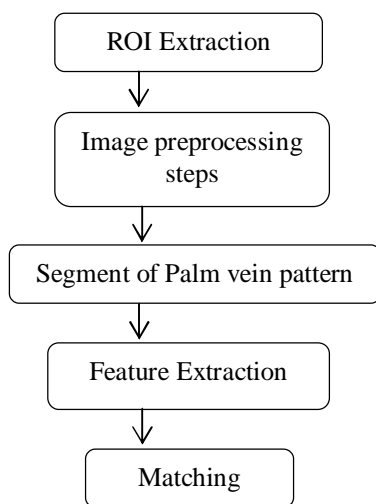 ROI Extraction
Image preprocessing
steps
Segment of Palm vein pattern
Feature Extraction
Matching